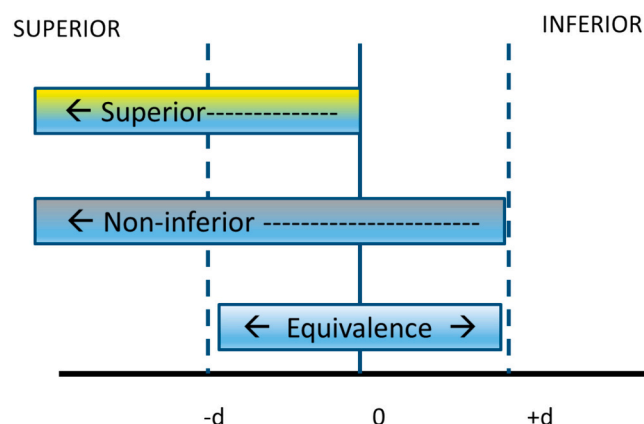 SUPERIOR
INFERIOR
← Superior--------------
← Non-inferior -----------------------
← Equivalence →
-d 0 +d